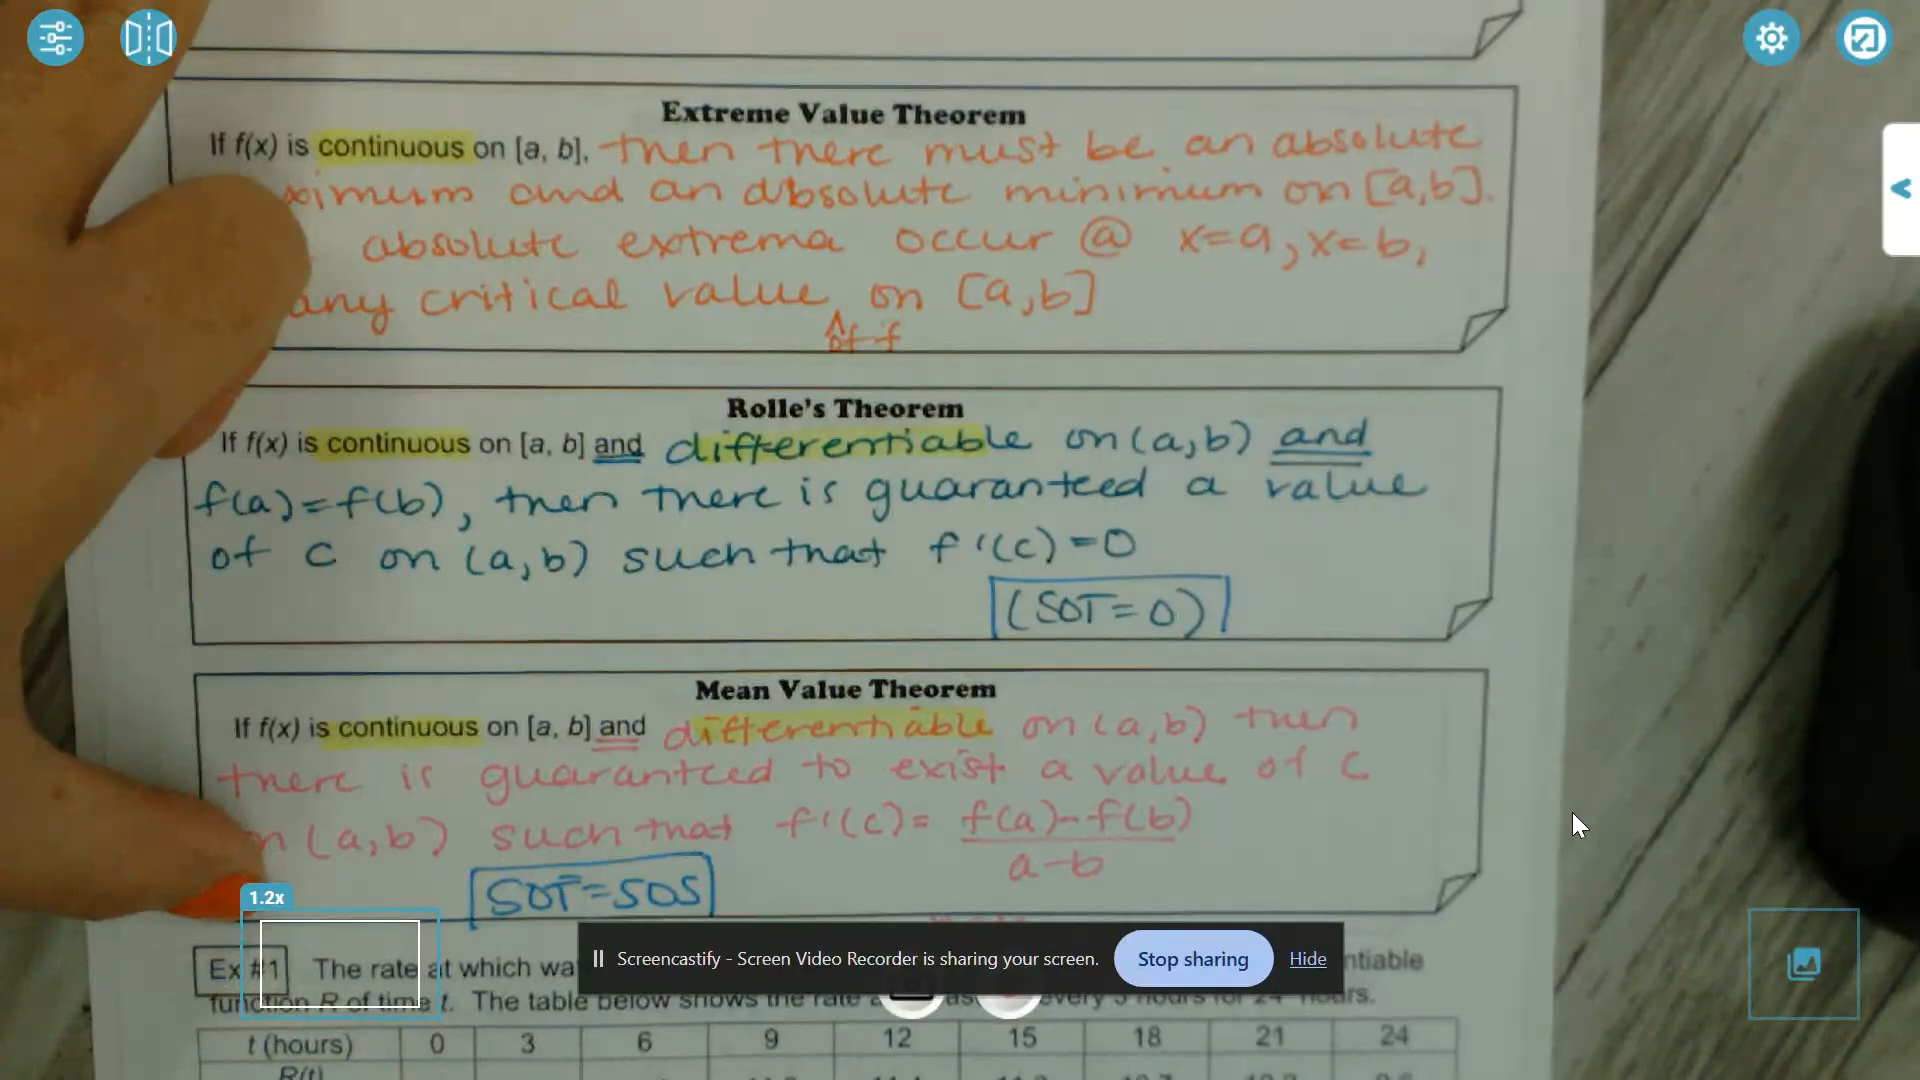 Extreme Value Theorem
If f(x) is continuous on [a, b], then there must be an absolute
ximum and an absolute minimum on [a,b].
absolute extrema occur @ x=a, x=b,
any critical value on [a,b]
^
of f
Rolle's Theorem
If f(x) is continuous on [a, b] and differentiable on (a,b) and
f(a)=f(b), then there is guaranteed a value
of c on (a,b) such that f'(c)=0
(SOT=0)
Mean Value Theorem
If f(x) is continuous on [a, b] and differentiable on (a,b) then
there is guaranteed to exist a value of c
n (a,b) such that f'(c)= f(a)-f(b)
a-b
SOT=SOS
1.2x
Screencastify - Screen Video Recorder is sharing your screen. Stop sharing Hide
Ex #1 The rate at which wa ntiable
function R of time t. The table below shows the rate every 3 hours for 24 hours.
t (hours) 0 3 6 9 12 15 18 21 24
R(t)